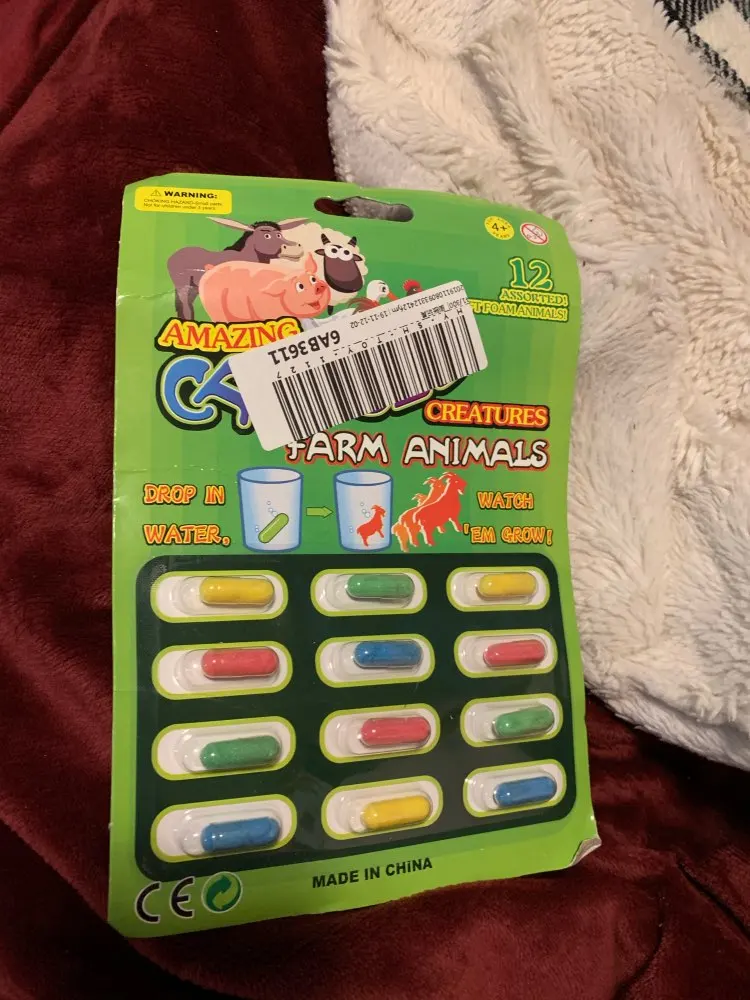 WARNING:
CHOKING HAZARD-Small parts.
Not for children under 3 years.
4+
12
ASSORTED!
FOAM ANIMALS!
AMAZING
CREATURES
FARM ANIMALS
6AB3611
HYSHTOY1127
DROP IN
WATER,
WATCH
'EM GROW!
MADE IN CHiNA
CE